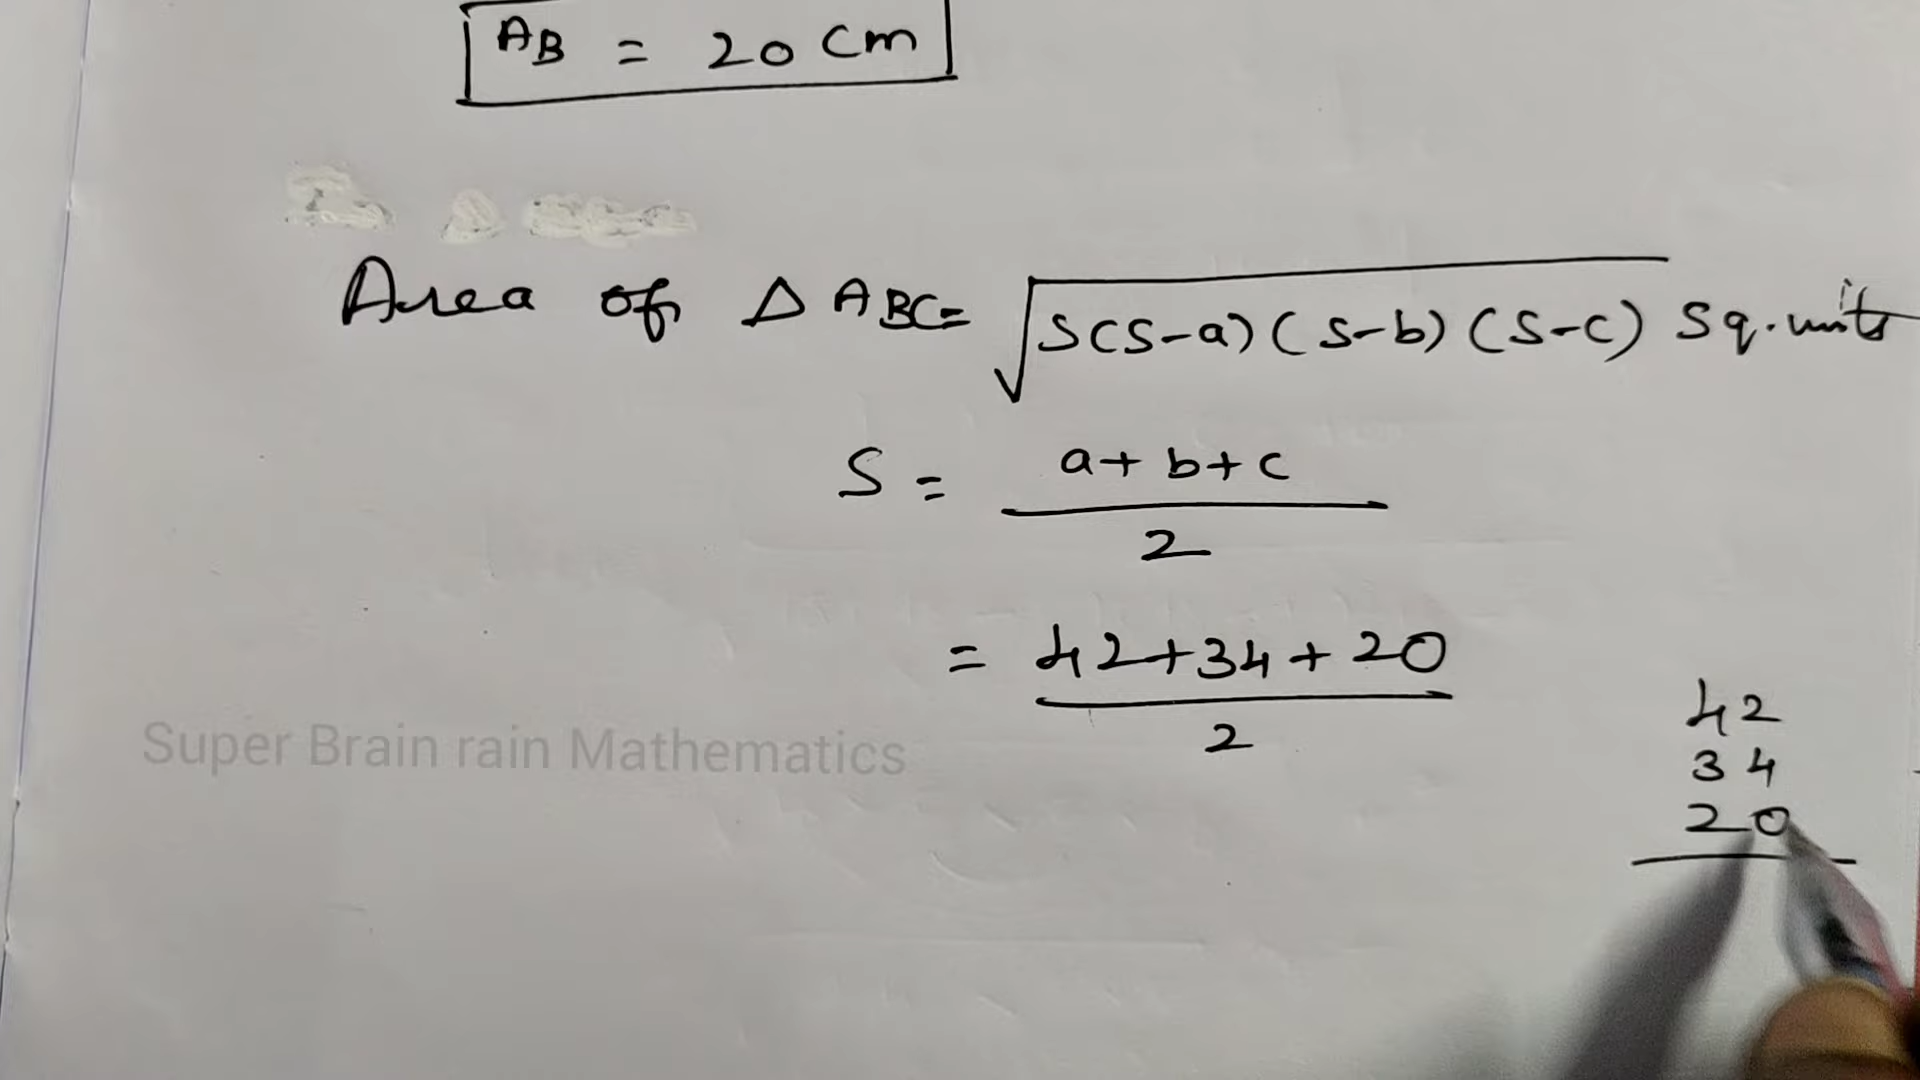 AB = 20 cm
Area of Δ ABC = √S(S-a)(S-b)(S-c) Sq. units
S = a+b+c
2
= 42+34+20
2
42
34
20
Super Brain rain Mathematics